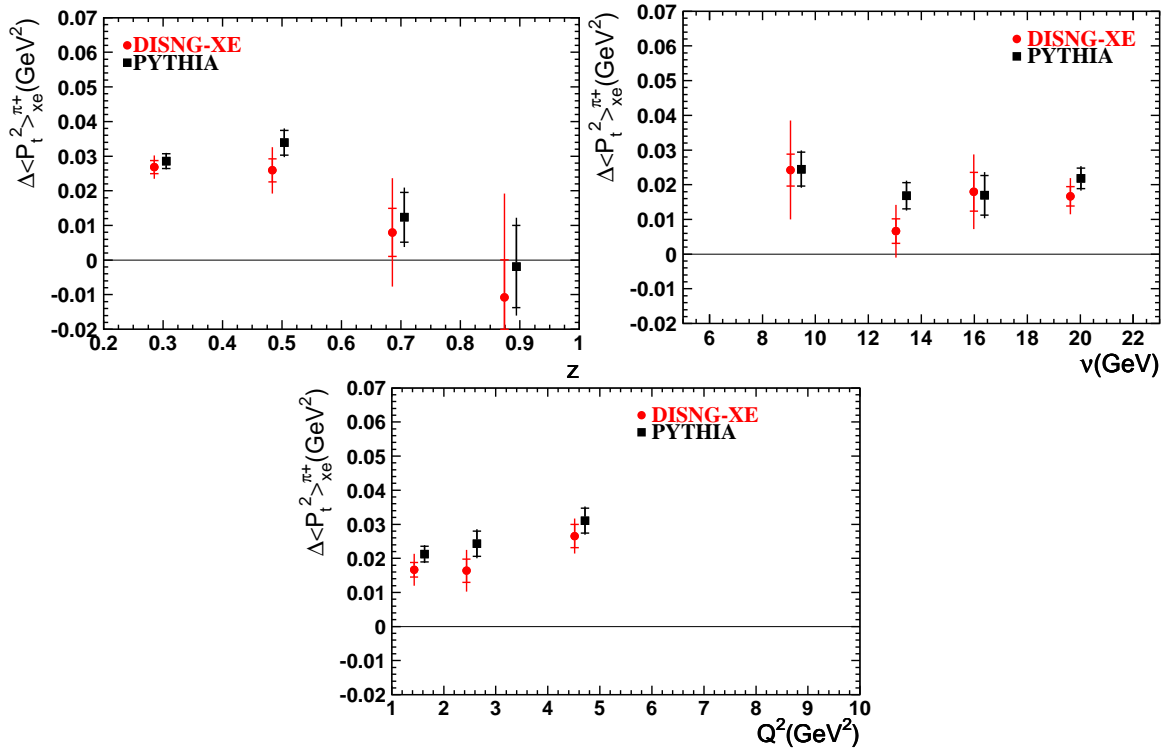 Δ<P_t^2>_xe^π+(GeV^2)
0.07
0.06
0.05
0.04
0.03
0.02
0.01
0
-0.01
-0.02
DISNG-XE
PYTHIA
0.2 0.3 0.4 0.5 0.6 0.7 0.8 0.9 1
z
Δ<P_t^2>_xe^π+(GeV^2)
0.07
0.06
0.05
0.04
0.03
0.02
0.01
0
-0.01
-0.02
DISNG-XE
PYTHIA
6 8 10 12 14 16 18 20 22
ν(GeV)
Δ<P_t^2>_xe^π+(GeV^2)
0.07
0.06
0.05
0.04
0.03
0.02
0.01
0
-0.01
-0.02
DISNG-XE
PYTHIA
1 2 3 4 5 6 7 8 9 10
Q^2(GeV^2)